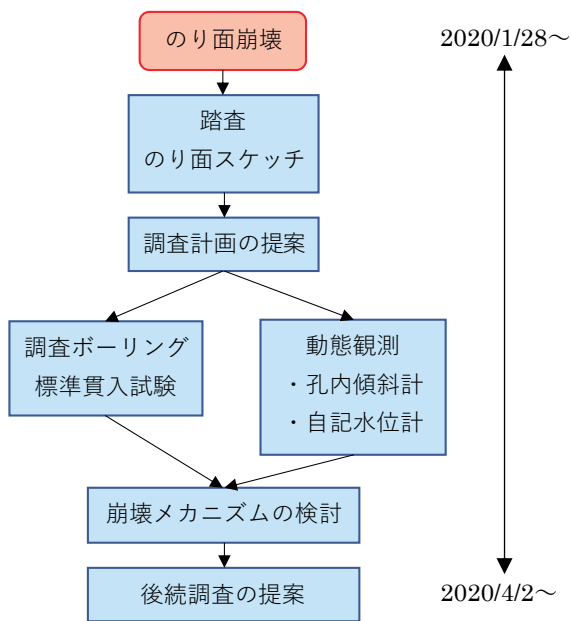 のり面崩壊
2020/1/28～
踏査
のり面スケッチ
調査計画の提案
調査ボーリング
標準貫入試験
動態観測
・孔内傾斜計
・自記水位計
崩壊メカニズムの検討
後続調査の提案
2020/4/2～